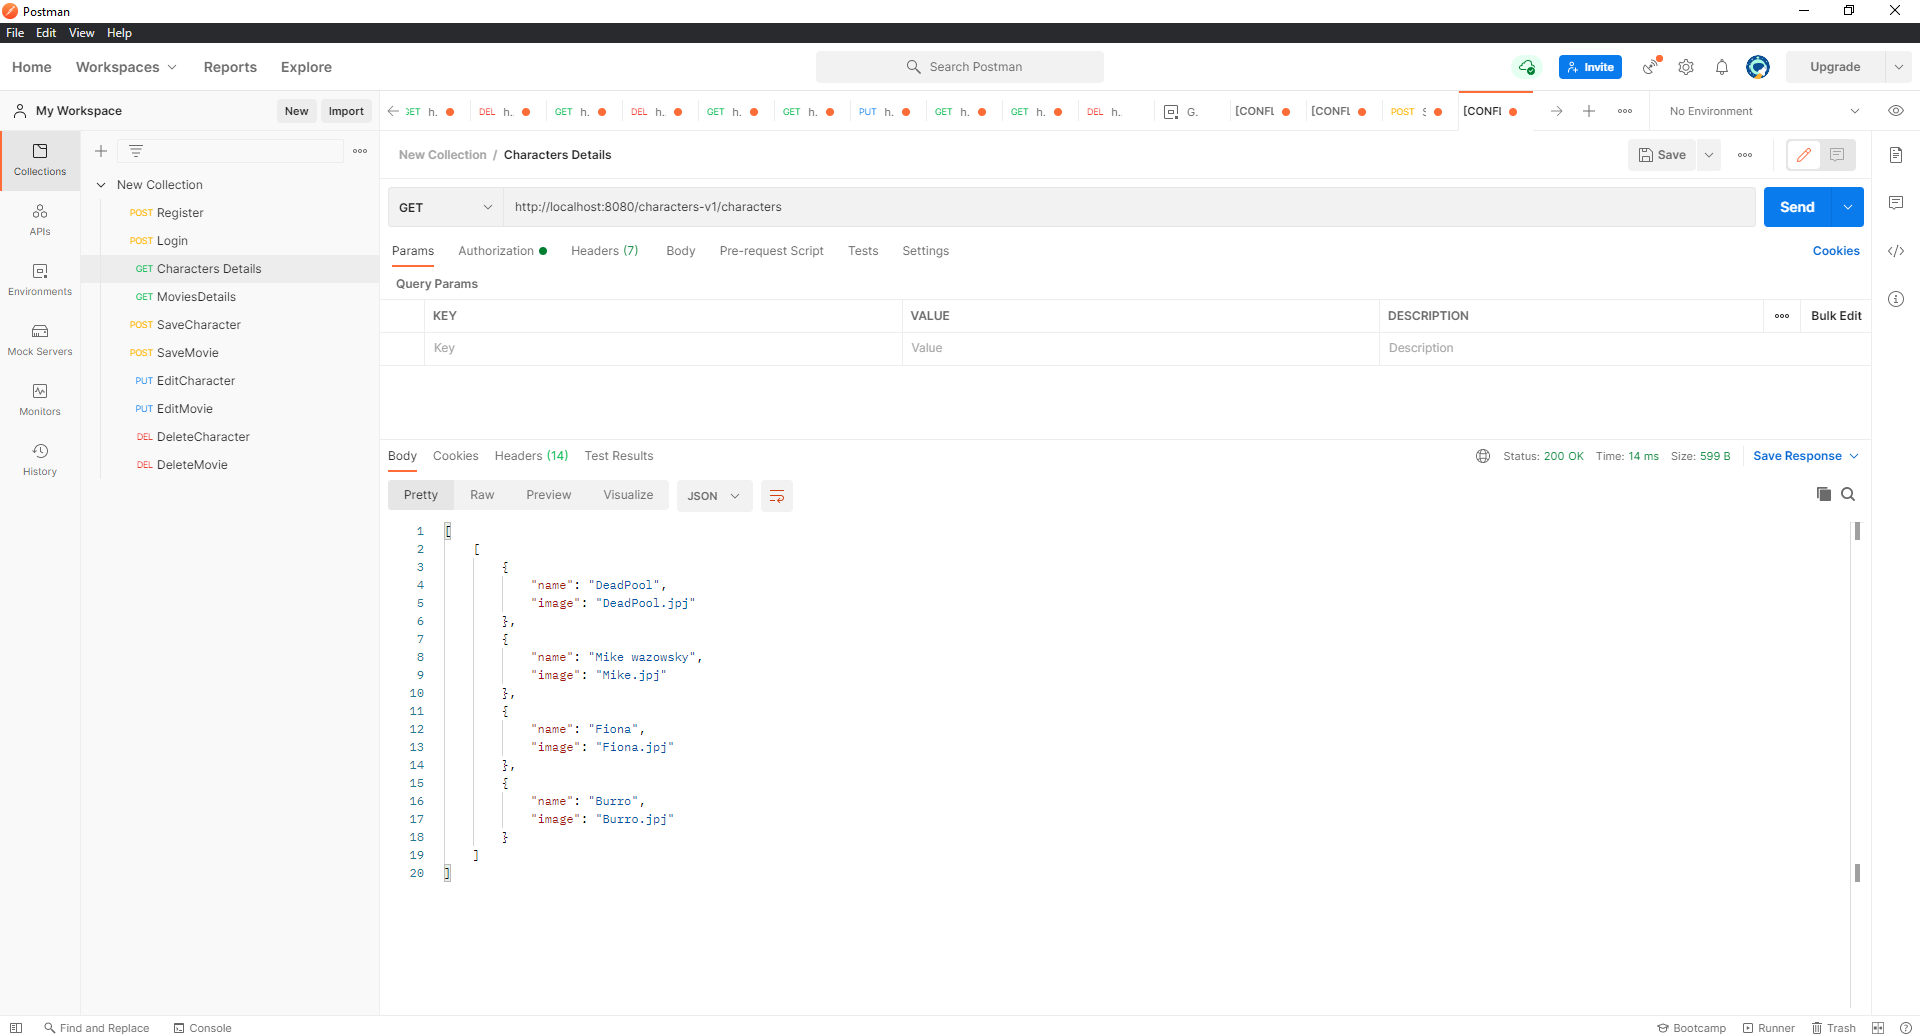 Postman
File Edit View Help
Home Workspaces Reports Explore Search Postman Invite Upgrade
My Workspace New Import GET h. DEL h. GET h. DEL h. GET h. GET h. PUT h. GET h. GET h. DEL h. G. [CONFL [CONFL POST S [CONFL No Environment
Collections
APIs
Environments
Mock Servers
Monitors
History
New Collection
POST Register
POST Login
GET Characters Details
GET MoviesDetails
POST SaveCharacter
POST SaveMovie
PUT EditCharacter
PUT EditMovie
DEL DeleteCharacter
DEL DeleteMovie
New Collection / Characters Details Save
GET http://localhost:8080/characters-v1/characters Send
Params Authorization Headers (7) Body Pre-request Script Tests Settings Cookies
Query Params
KEY VALUE DESCRIPTION Bulk Edit
Key Value Description
Body Cookies Headers (14) Test Results Status: 200 OK Time: 14 ms Size: 599 B Save Response
Pretty Raw Preview Visualize JSON
1 [
2 [
3 {
4 "name": "DeadPool",
5 "image": "DeadPool.jpj"
6 },
7 {
8 "name": "Mike wazowsky",
9 "image": "Mike.jpj"
10 },
11 {
12 "name": "Fiona",
13 "image": "Fiona.jpj"
14 },
15 {
16 "name": "Burro",
17 "image": "Burro.jpj"
18 }
19 ]
20 ]
Find and Replace Console Bootcamp Runner Trash